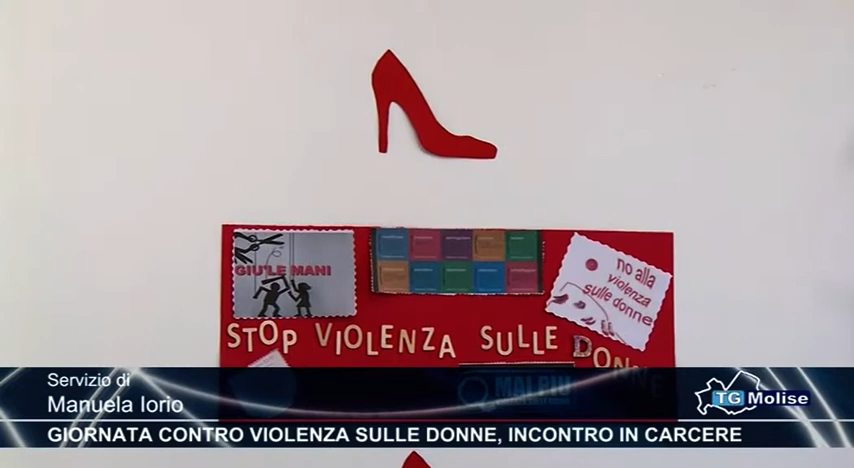 GIU' LE MANI
no alla
violenza
sulle donne
STOP VIOLENZA SULLE DONNE
Servizio di
Manuela Iorio
TG Molise
GIORNATA CONTRO VIOLENZA SULLE DONNE, INCONTRO IN CARCERE